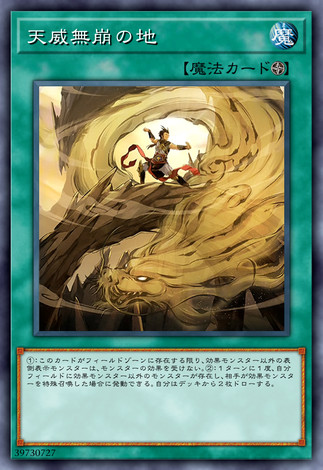 天威無崩の地
魔
【魔法カード】
①:このカードがフィールドゾーンに存在する限り、効果モンスター以外の表
側表示モンスターは、モンスターの効果を受けない。②:1ターンに1度、自分
フィールドに効果モンスター以外のモンスターが存在し、相手が効果モンスタ
ーを特殊召喚した場合に発動できる。自分はデッキから2枚ドローする。
39730727